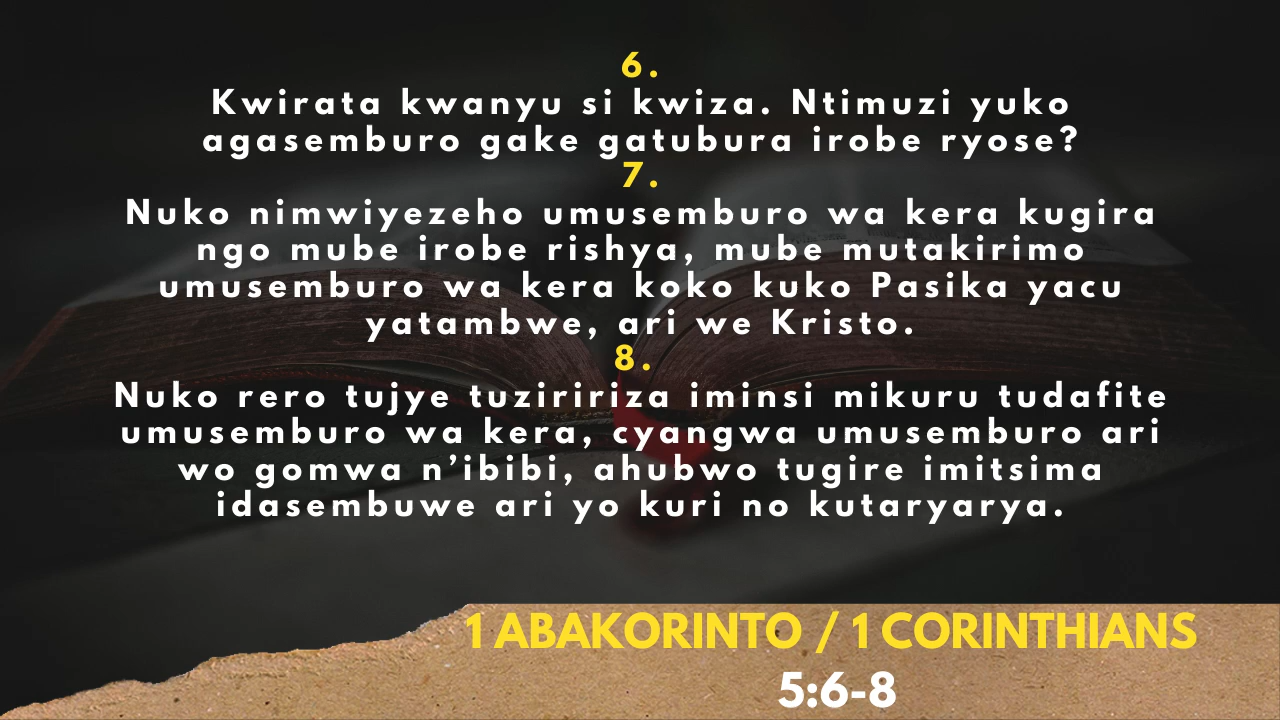 6.
Kwirata kwanyu si kwiza. Ntimuzi yuko
agasemburo gake gatubura irobe ryose?
7.
Nuko nimwiyezeho umusemburo wa kera kugira
ngo mube irobe rishya, mube mutakirimo
umusemburo wa kera koko kuko Pasika yacu
yatambwe, ari we Kristo.
8.
Nuko rero tujye tuziririza iminsi mikuru tudafite
umusemburo wa kera, cyangwa umusemburo ari
wo gomwa n’ibibi, ahubwo tugire imitsima
idasembuwe ari yo kuri no kutaryarya.
1 ABAKORINTO / 1 CORINTHIANS
5:6-8